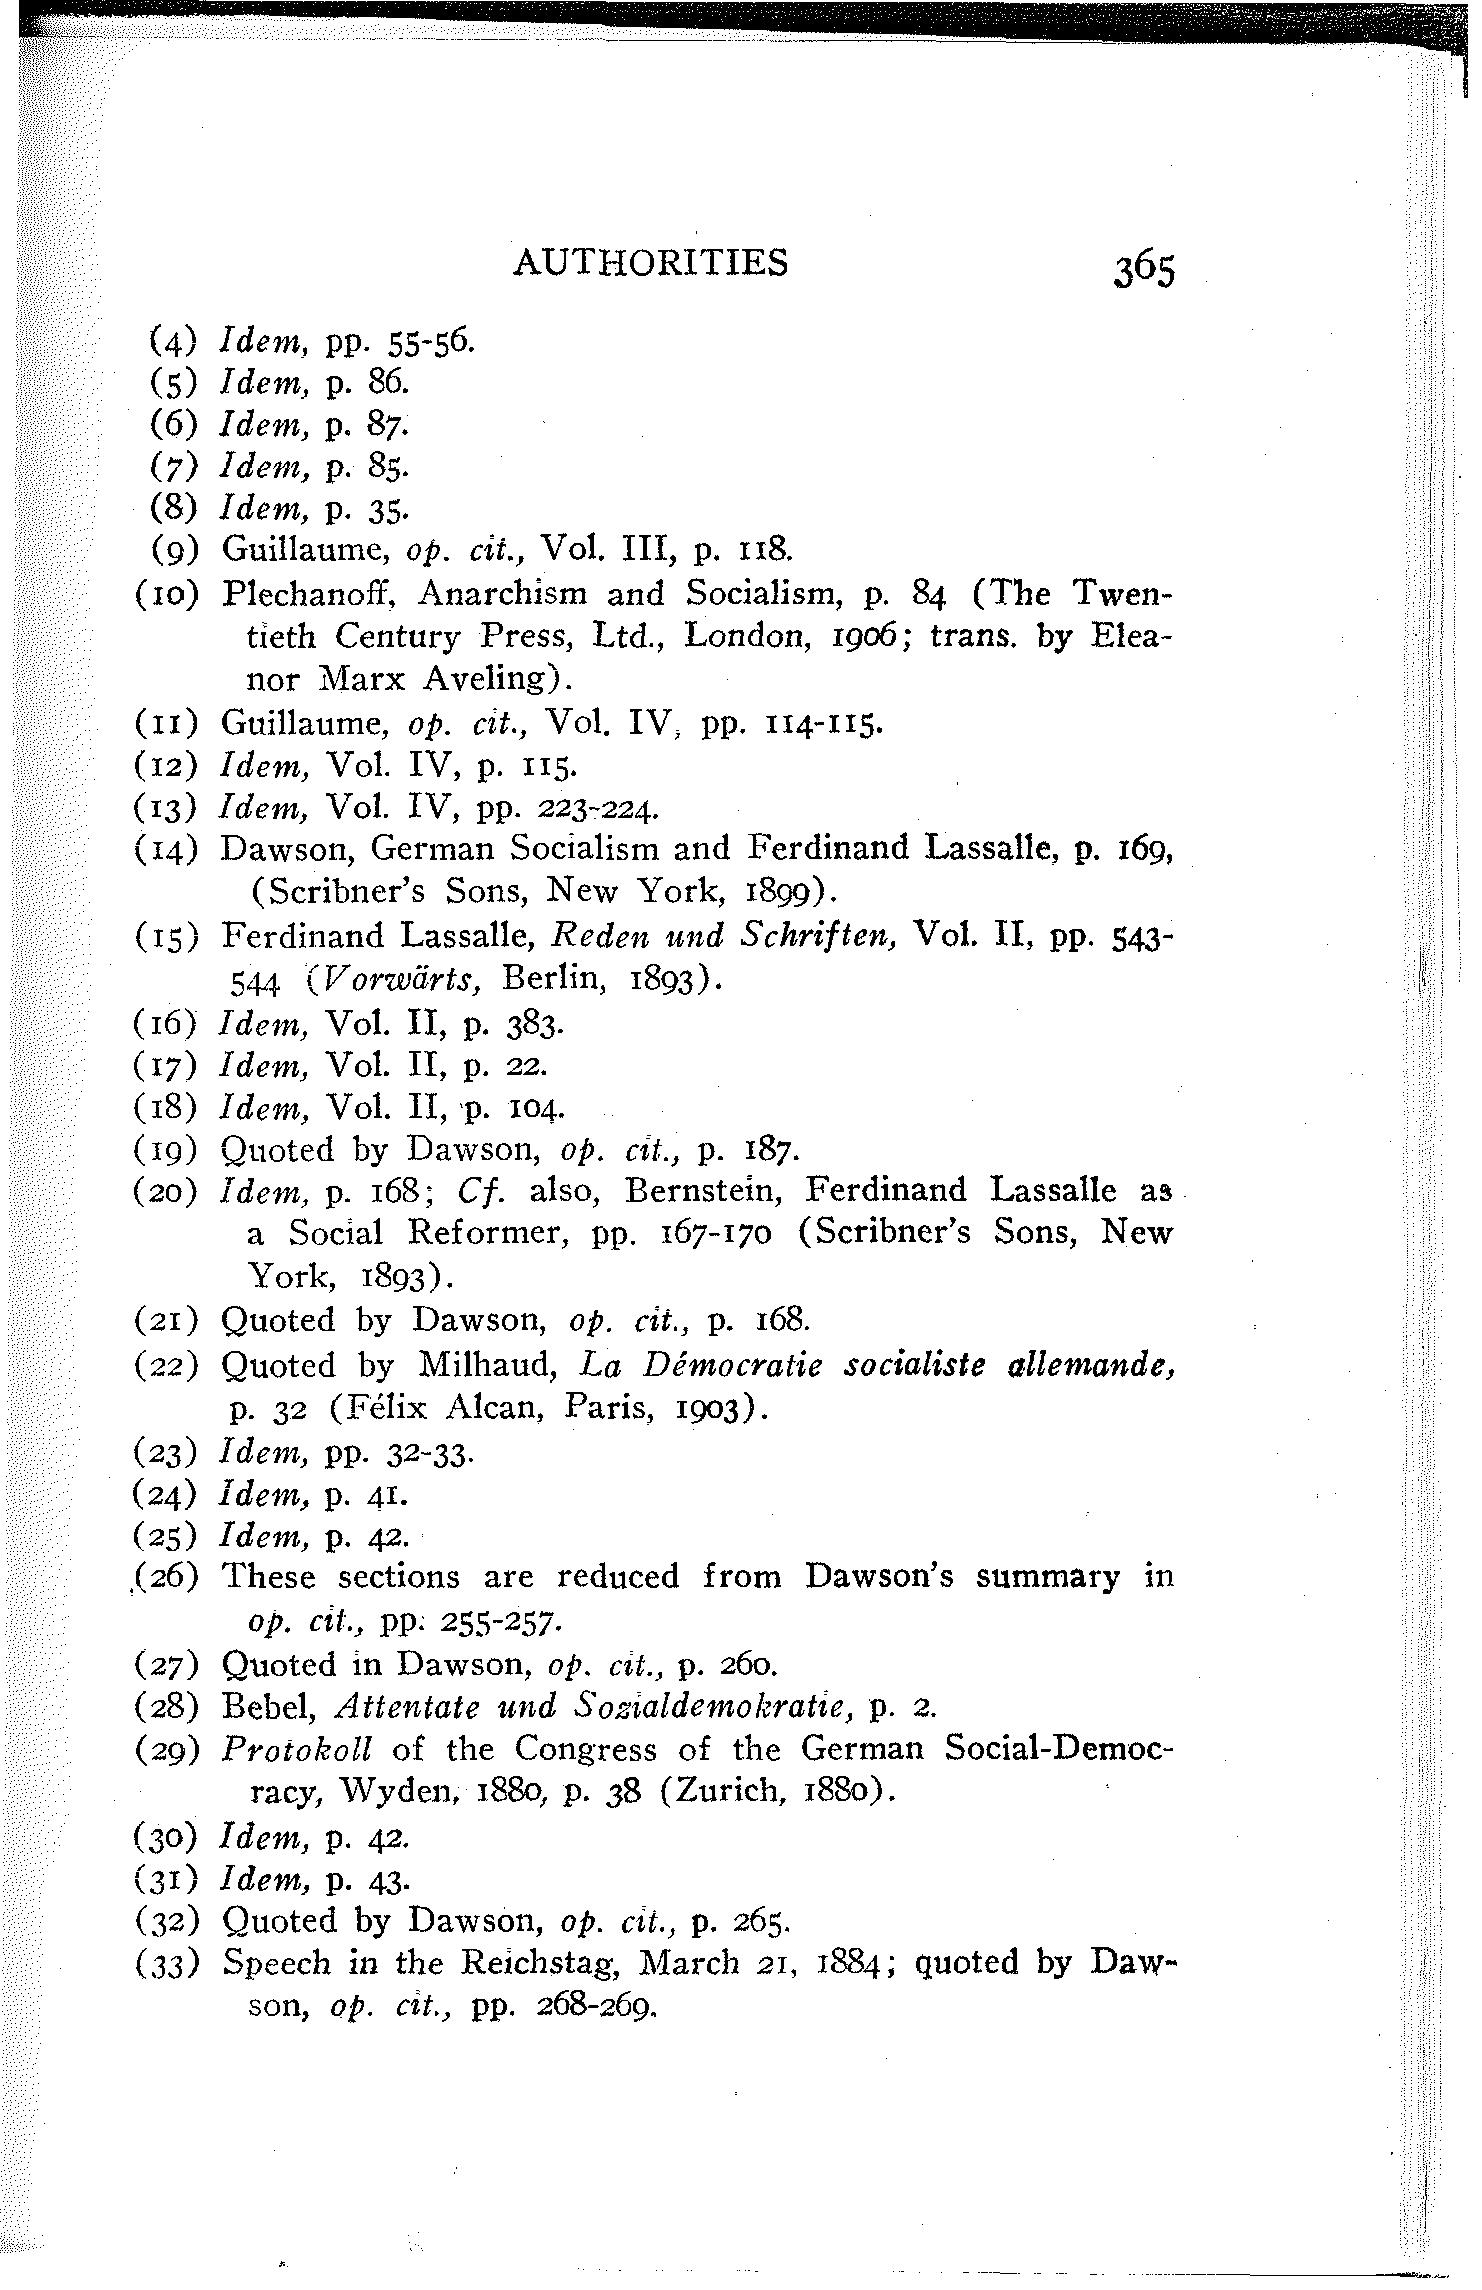 AUTHORITIES 365
(4) Idem, pp. 55-56.
(5) Idem, p. 86.
(6) Idem, p. 87.
(7) Idem, p. 85.
(8) Idem, p. 35.
(9) Guillaume, op. cit., Vol. III, p. 118.
(10) Plechanoff, Anarchism and Socialism, p. 84 (The Twen-
tieth Century Press, Ltd., London, 1906; trans. by Elea-
nor Marx Aveling).
(11) Guillaume, op. cit., Vol. IV, pp. 114-115.
(12) Idem, Vol. IV, p. 115.
(13) Idem, Vol. IV, pp. 223-224.
(14) Dawson, German Socialism and Ferdinand Lassalle, p. 169,
(Scribner's Sons, New York, 1899).
(15) Ferdinand Lassalle, Reden und Schriften, Vol. II, pp. 543-
544 (Vorwärts, Berlin, 1893).
(16) Idem, Vol. II, p. 383.
(17) Idem, Vol. II, p. 22.
(18) Idem, Vol. II, p. 104.
(19) Quoted by Dawson, op. cit., p. 187.
(20) Idem, p. 168; Cf. also, Bernstein, Ferdinand Lassalle as
a Social Reformer, pp. 167-170 (Scribner's Sons, New
York, 1893).
(21) Quoted by Dawson, op. cit., p. 168.
(22) Quoted by Milhaud, La Démocratie socialiste allemande,
p. 32 (Félix Alcan, Paris, 1903).
(23) Idem, pp. 32-33.
(24) Idem, p. 41.
(25) Idem, p. 42.
(26) These sections are reduced from Dawson's summary in
op. cit., pp. 255-257.
(27) Quoted in Dawson, op. cit., p. 260.
(28) Bebel, Attentate und Sozialdemokratie, p. 2.
(29) Protokoll of the Congress of the German Social-Democ-
racy, Wyden, 1880, p. 38 (Zurich, 1880).
(30) Idem, p. 42.
(31) Idem, p. 43.
(32) Quoted by Dawson, op. cit., p. 265.
(33) Speech in the Reichstag, March 21, 1884; quoted by Daw-
son, op. cit., pp. 268-269.